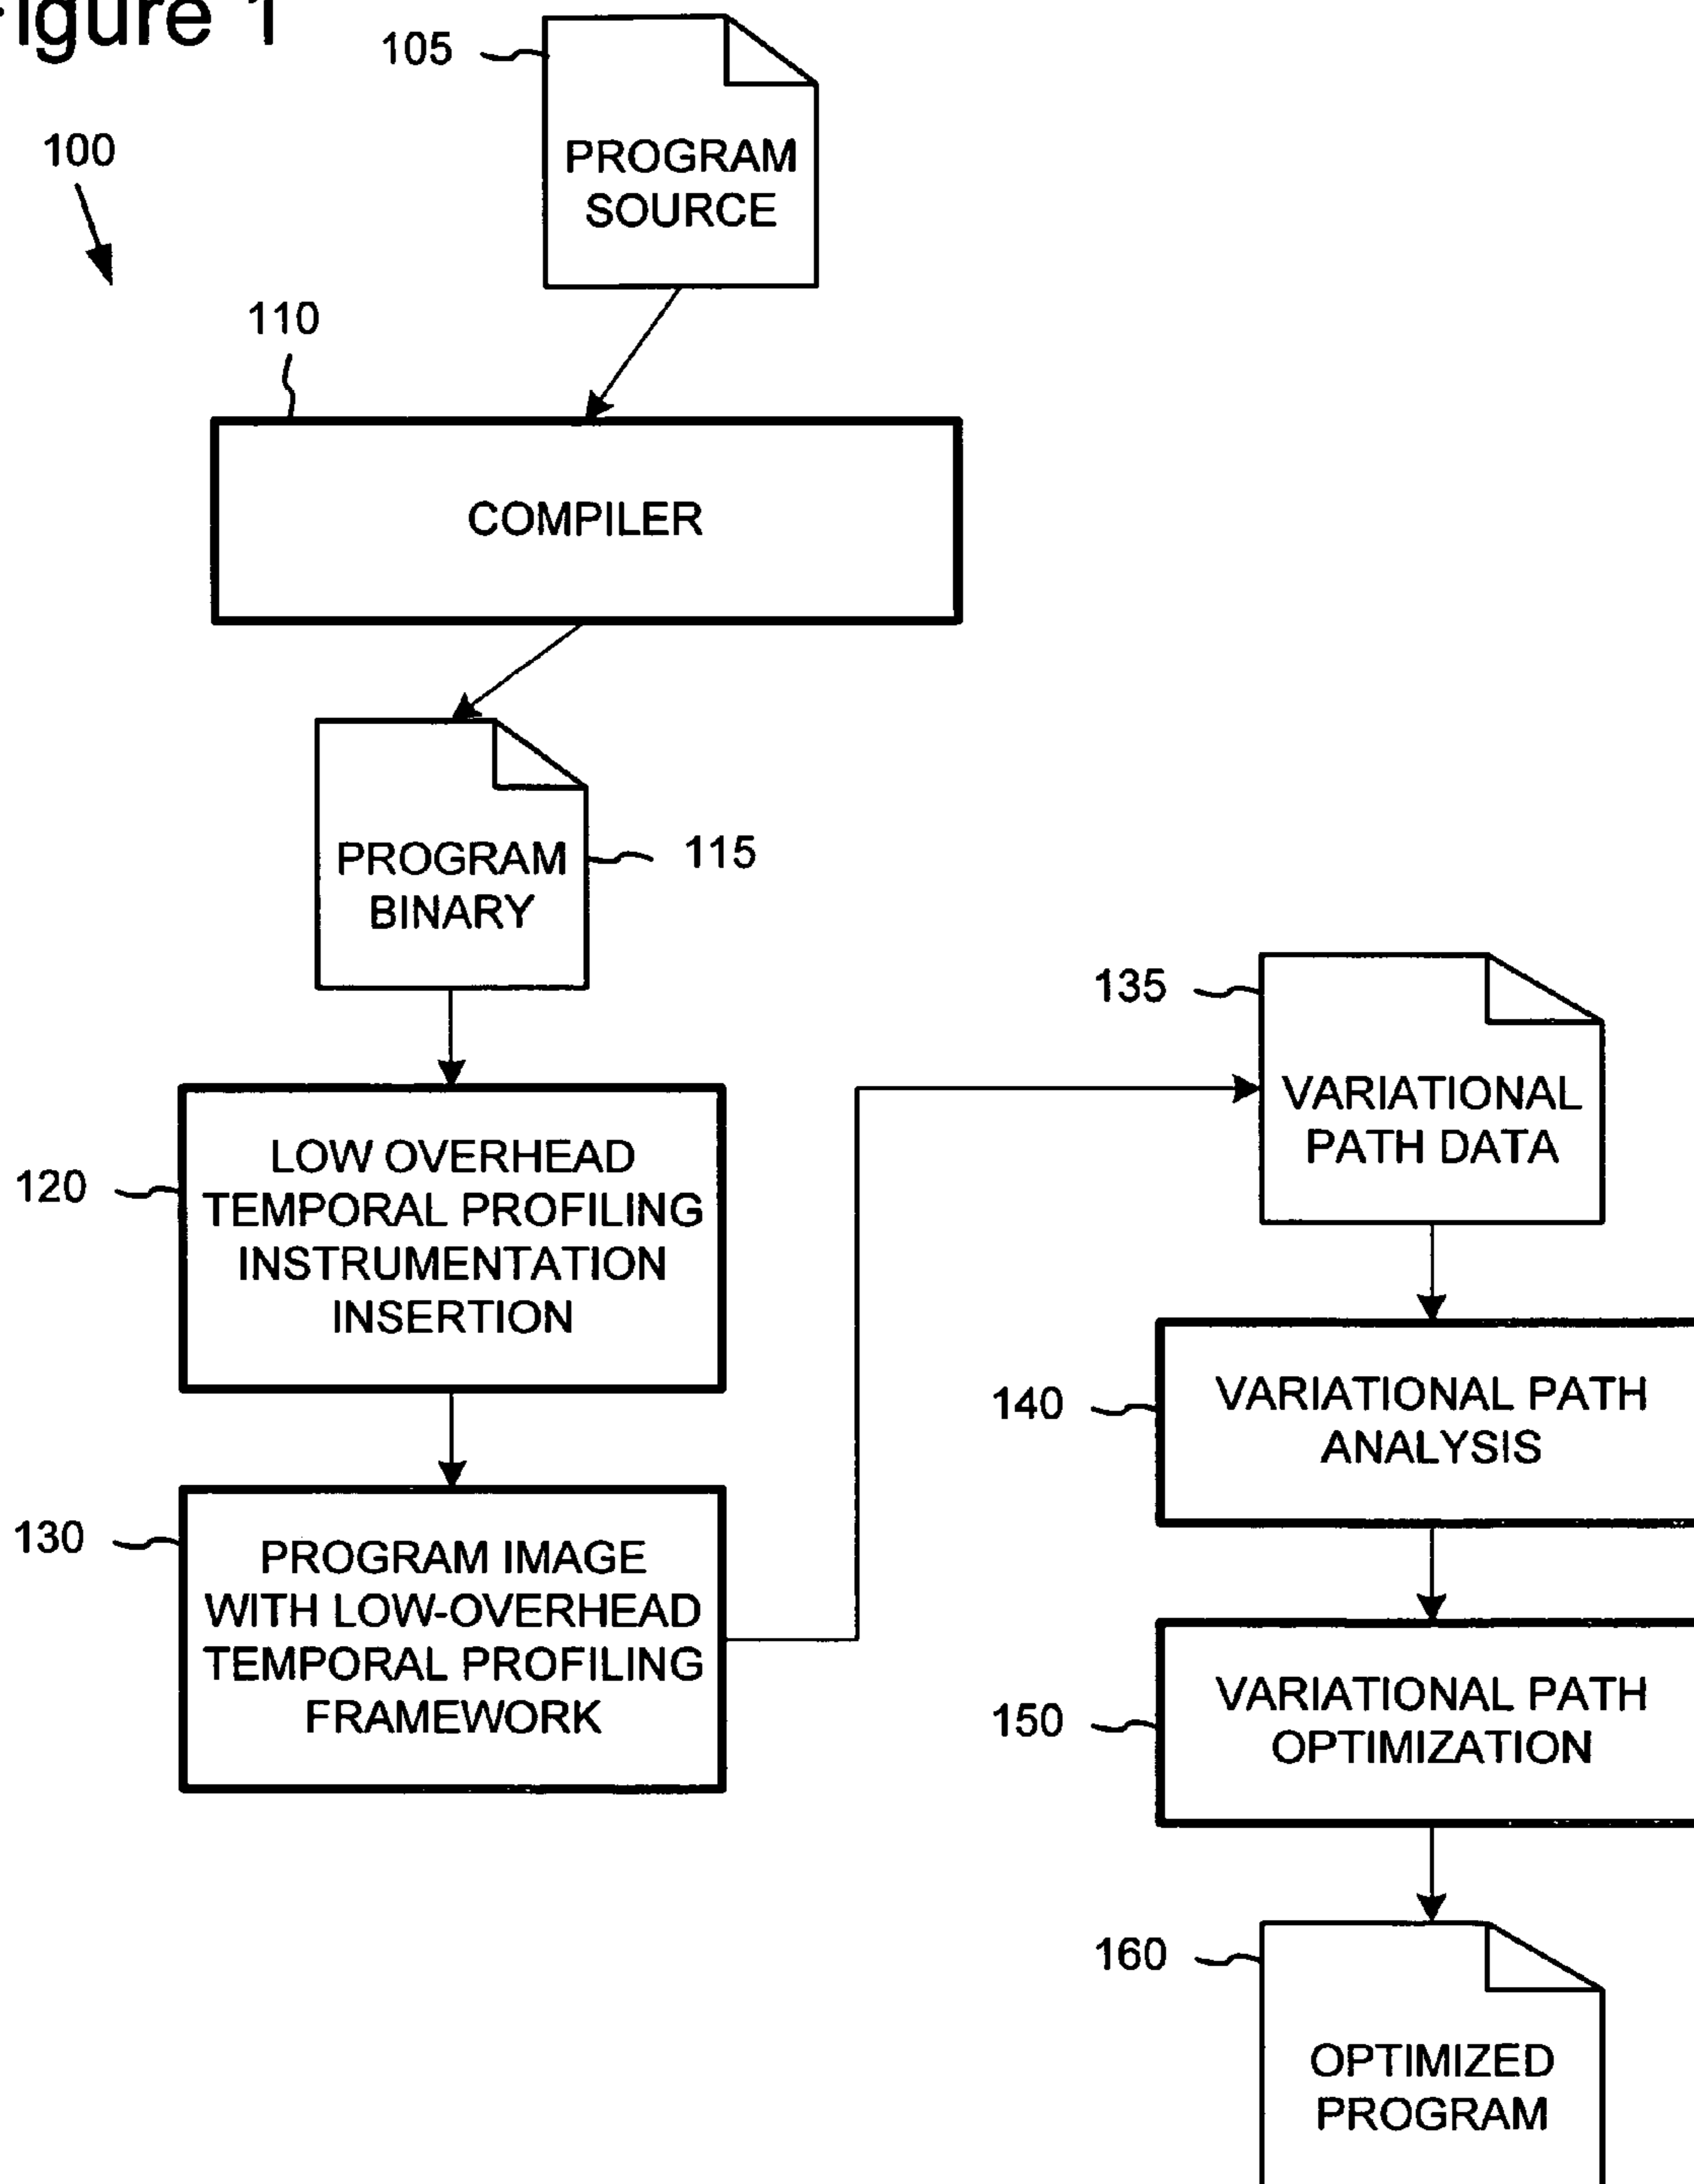 Figure 1
105
PROGRAM
SOURCE
100
110
COMPILER
PROGRAM
BINARY
115
135
VARIATIONAL
PATH DATA
120
LOW OVERHEAD
TEMPORAL PROFILING
INSTRUMENTATION
INSERTION
140
VARIATIONAL PATH
ANALYSIS
130
PROGRAM IMAGE
WITH LOW-OVERHEAD
TEMPORAL PROFILING
FRAMEWORK
150
VARIATIONAL PATH
OPTIMIZATION
160
OPTIMIZED
PROGRAM